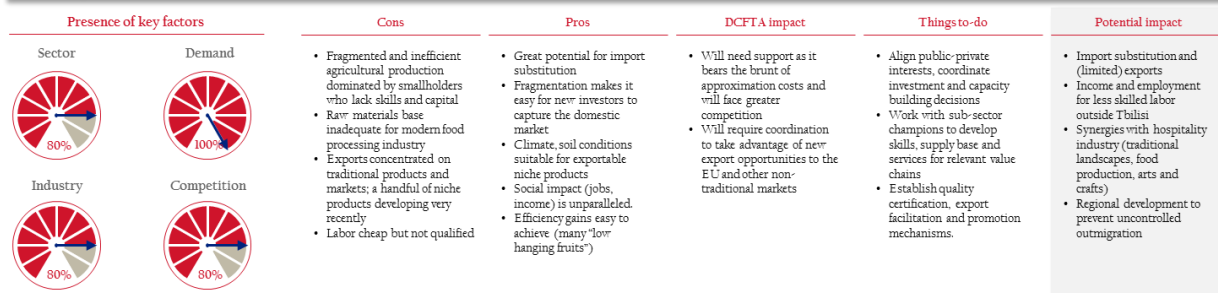 Presence of key factors
Sector
Demand
80%
100%
Industry
Competition
80%
80%
Cons
• Fragmented and inefficient
agricultural production
dominated by smallholders
who lack skills and capital
• Raw materials base
inadequate for modern food
processing industry
• Exports concentrated on
traditional products and
markets; a handful of niche
products developing very
recently
• Labor cheap but not qualified
Pros
• Great potential for import
substitution
• Fragmentation makes it
easy for new investors to
capture the domestic
market
• Climate, soil conditions
suitable for exportable
niche products
• Social impact (jobs,
income) is unparalleled.
• Efficiency gains easy to
achieve (many "low
hanging fruits")
DCFTA impact
• Will need support as it
bears the brunt of
approximation costs and
will face greater
competition
• Will require coordination
to take advantage of new
export opportunities to the
EU and other non-
traditional markets
Things to-do
• Align public-private
interests, coordinate
investment and capacity
building decisions
• Work with sub-sector
champions to develop
skills, supply base and
services for relevant value
chains
• Establish quality
certification, export
facilitation and promotion
mechanisms.
Potential impact
• Import substitution and
(limited) exports
• Income and employment
for less skilled labor
outside Tbilisi
• Synergies with hospitality
industry (traditional
landscapes, food
production, arts and
crafts)
• Regional development to
prevent uncontrolled
outmigration